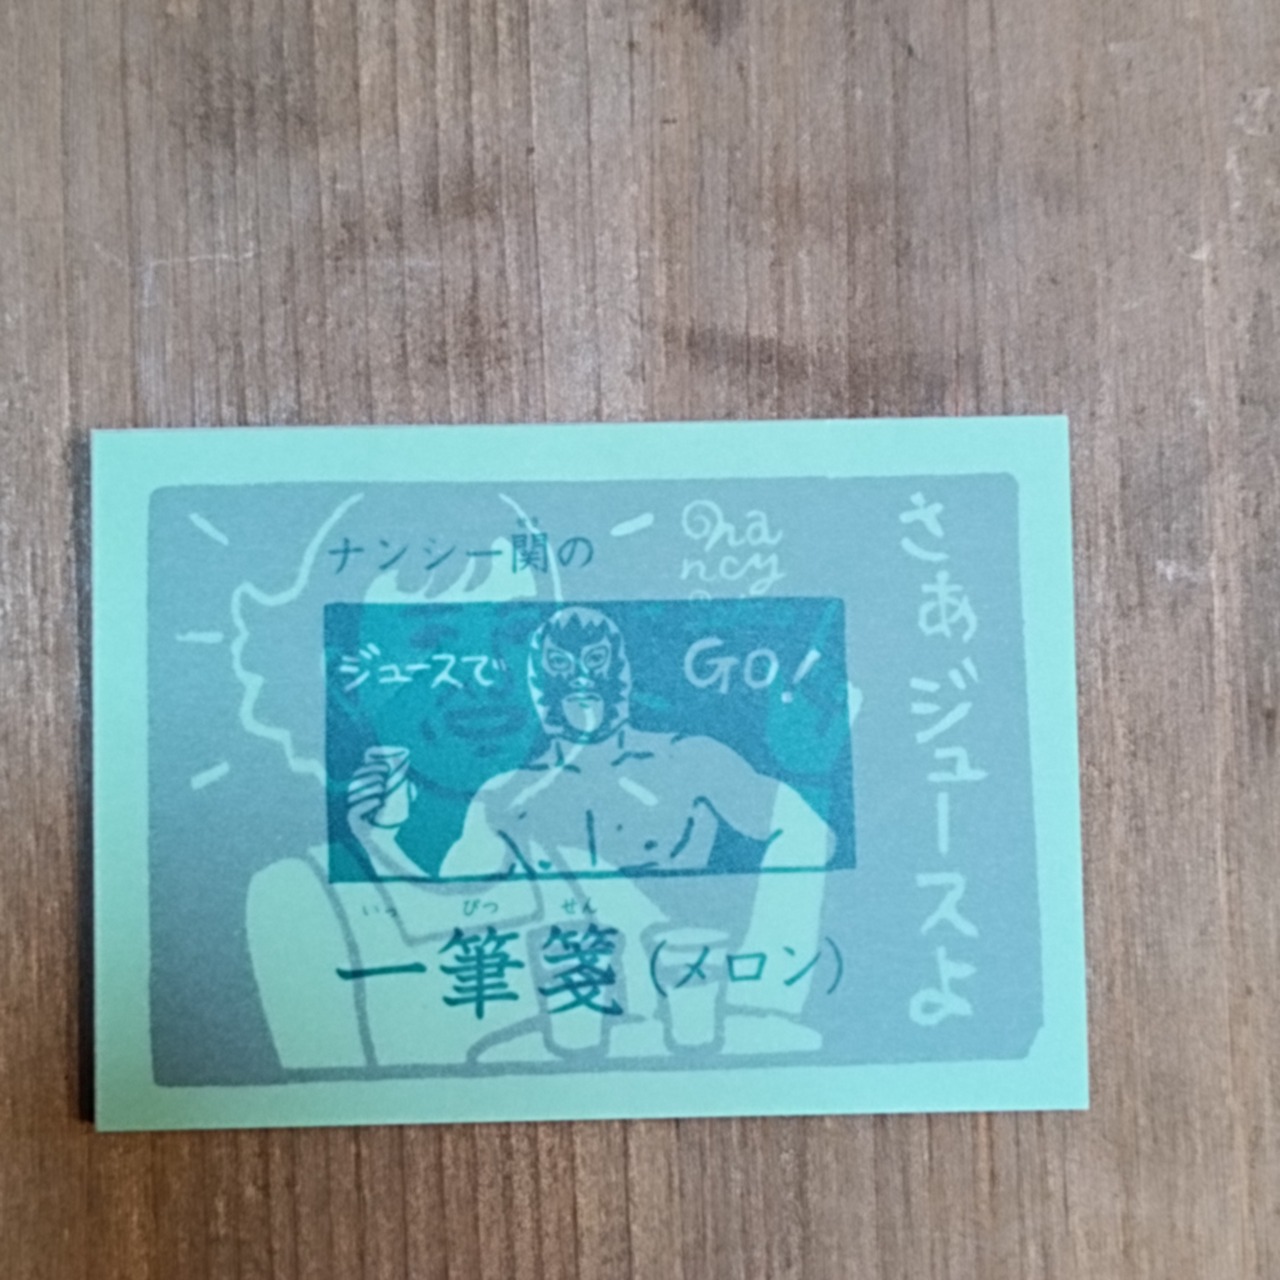 ナンシー関の
ジュースで
GO!
いっ ぴつ せん
一筆箋(メロン)
さあジュースよ
nancy